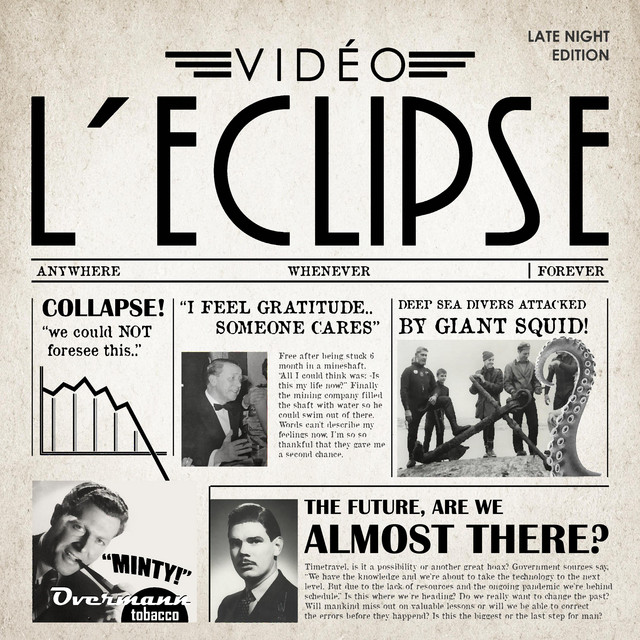 LATE NIGHT
EDITION
VIDÉO
L'ECLIPSE
ANYWHERE WHENEVER FOREVER
COLLAPSE!
"we could NOT
foresee this.."
"I FEEL GRATITUDE..
SOMEONE CARES"
Free after being stuck 6
month in a mineshaft.
"All I could think was: -Is
this my life now?" Finally
the mining company filled
the shaft with water so he
could swim out of there.
Words can't describe my
feelings now. I'm so so
thankful that they gave me
a second chance.
DEEP SEA DIVERS ATTACKED
BY GIANT SQUID!
"MINTY!"
Overmann
tobacco
THE FUTURE, ARE WE
ALMOST THERE?
Timetravel, is it a possibility or another great hoax? Government sources say,
"We have the knowledge and we're about to take the technology to the next
level. But due to the lack of resources and the ongoing pandemic we're behind
schedule." Is this where we're heading? Do we really want to change the past?
Will mankind miss out on valuable lessons or will we be able to correct
the errors before they happend? Is this the biggest or the last step for man?